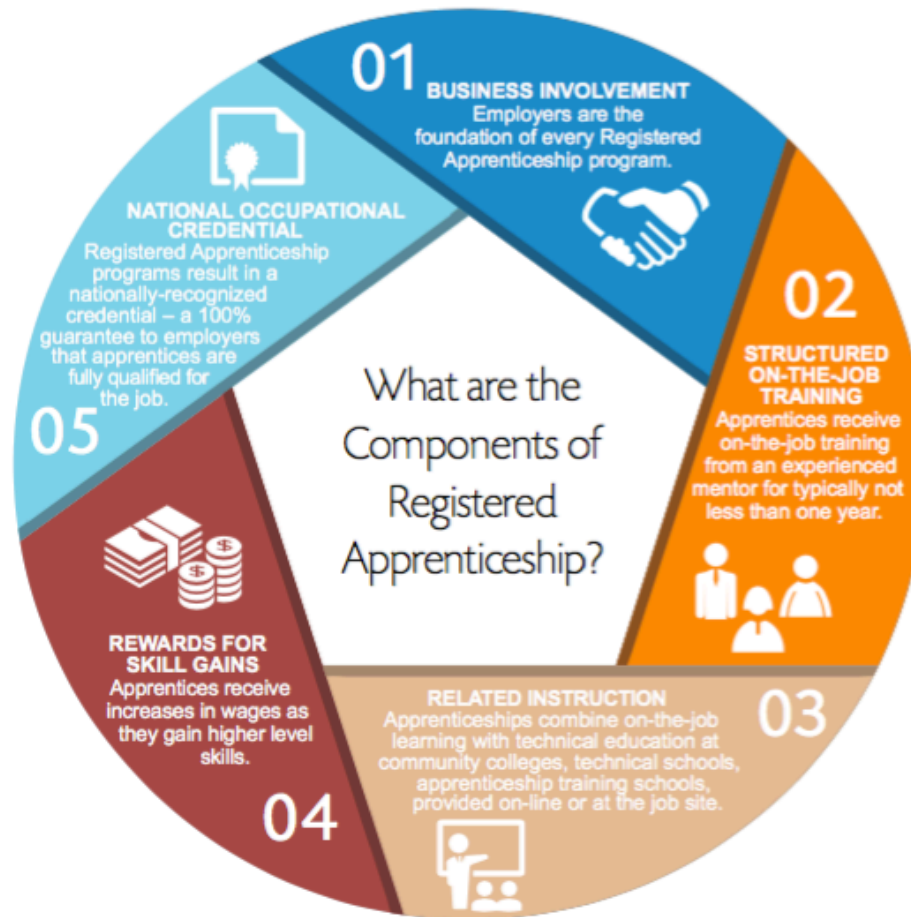 01
BUSINESS INVOLVEMENT
Employers are the
foundation of every Registered
Apprenticeship program.
02
STRUCTURED
ON-THE-JOB
TRAINING
Apprentices receive
on-the-job training
from an experienced
mentor for typically not
less than one year.
03
RELATED INSTRUCTION
Apprenticeships combine on-the-job
learning with technical education at
community colleges, technical schools,
apprenticeship training schools,
provided on-line or at the job site.
04
REWARDS FOR
SKILL GAINS
Apprentices receive
increases in wages as
they gain higher level
skills.
05
NATIONAL OCCUPATIONAL
CREDENTIAL
Registered Apprenticeship
programs result in a
nationally-recognized
credential – a 100%
guarantee to employers
that apprentices are
fully qualified for
the job.
What are the
Components of
Registered
Apprenticeship?
$
$